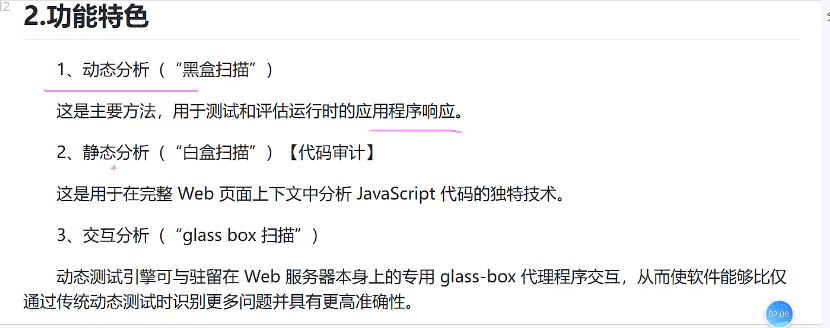 12
2.功能特色
1、动态分析（“黑盒扫描”）
这是主要方法，用于测试和评估运行时的应用程序响应。
2、静态分析（“白盒扫描”）【代码审计】
这是用于在完整 Web 页面上下文中分析 JavaScript 代码的独特技术。
3、交互分析（“glass box 扫描”）
动态测试引擎可与驻留在 Web 服务器本身上的专用 glass-box 代理程序交互，从而使软件能够比仅
通过传统动态测试时识别更多问题并具有更高准确性。
02:08